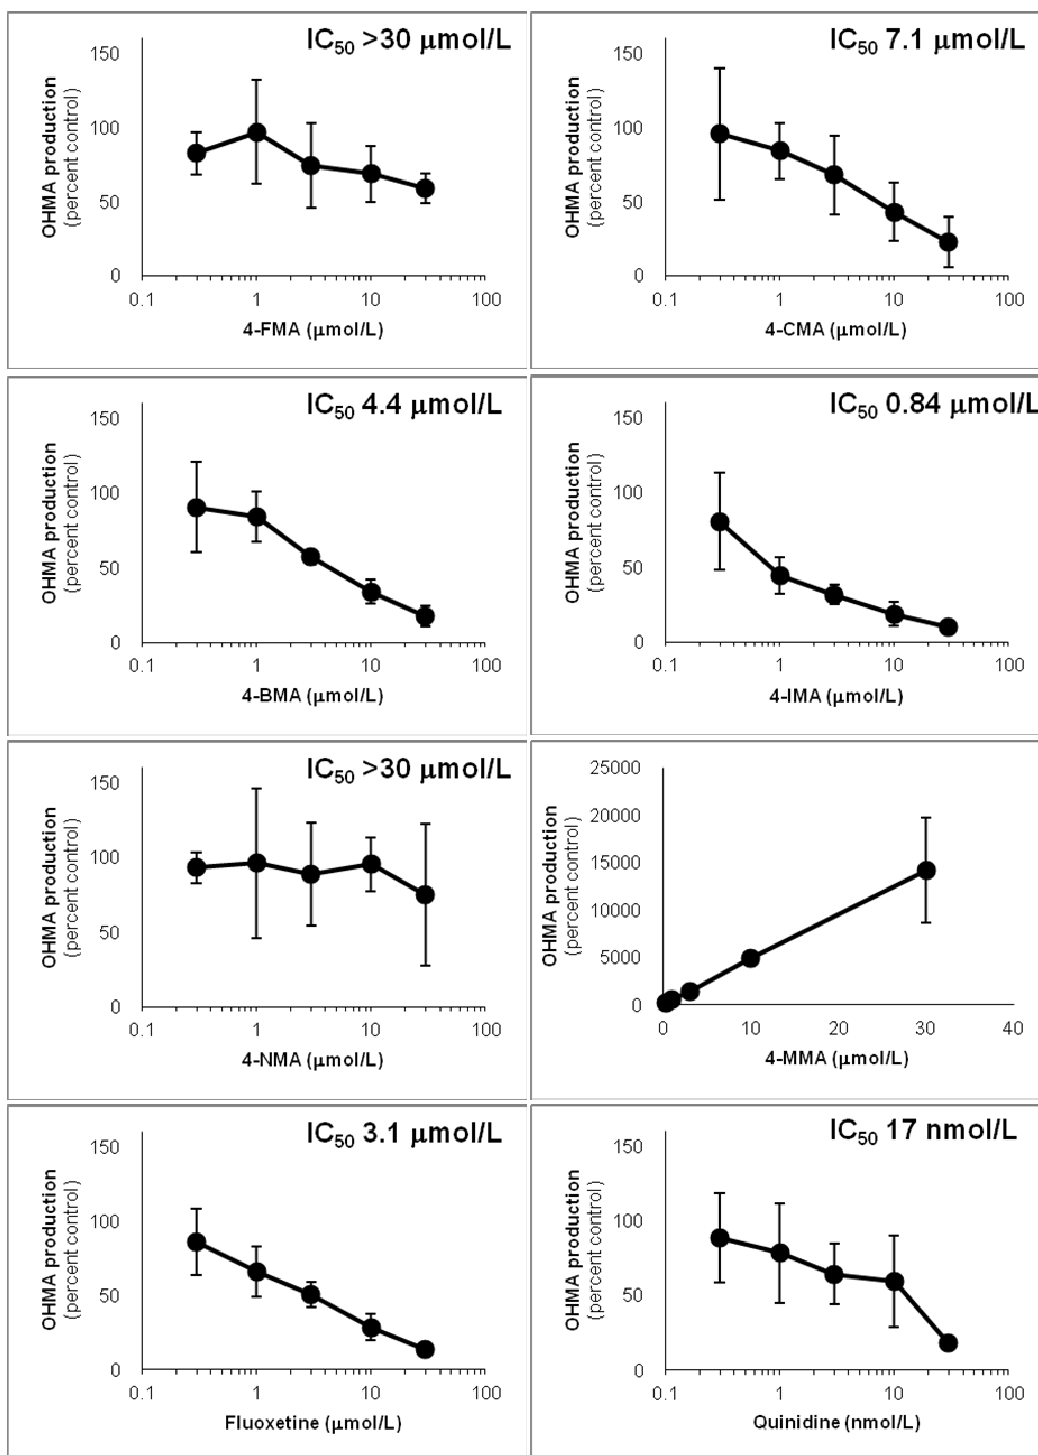 IC50 >30 μmol/L
OHMA production
(percent control)
150
100
50
0
0.1 1 10 100
4-FMA (μmol/L)
IC50 7.1 μmol/L
OHMA production
(percent control)
150
100
50
0
0.1 1 10 100
4-CMA (μmol/L)
IC50 4.4 μmol/L
OHMA production
(percent control)
150
100
50
0
0.1 1 10 100
4-BMA (μmol/L)
IC50 0.84 μmol/L
OHMA production
(percent control)
150
100
50
0
0.1 1 10 100
4-IMA (μmol/L)
IC50 >30 μmol/L
OHMA production
(percent control)
150
100
50
0
0.1 1 10 100
4-NMA (μmol/L)
OHMA production
(percent control)
25000
20000
15000
10000
5000
0
0 10 20 30 40
4-MMA (μmol/L)
IC50 3.1 μmol/L
OHMA production
(percent control)
150
100
50
0
0.1 1 10 100
Fluoxetine (μmol/L)
IC50 17 nmol/L
OHMA production
(percent control)
150
100
50
0
0.1 1 10 100
Quinidine (nmol/L)